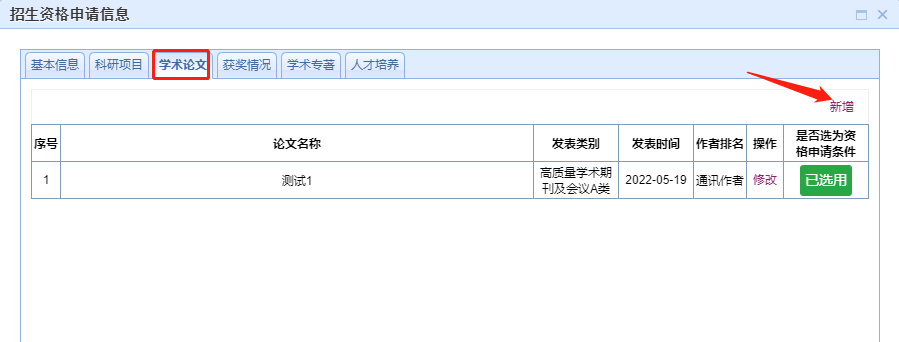 招生资格申请信息
基本信息 科研项目 学术论文 获奖情况 学术专著 人才培养
新增
序号 论文名称 发表类别 发表时间 作者排名 操作 是否选为资
格申请条件
1 测试1 高质量学术期
刊及会议A类 2022-05-19 通讯作者 修改 已选用